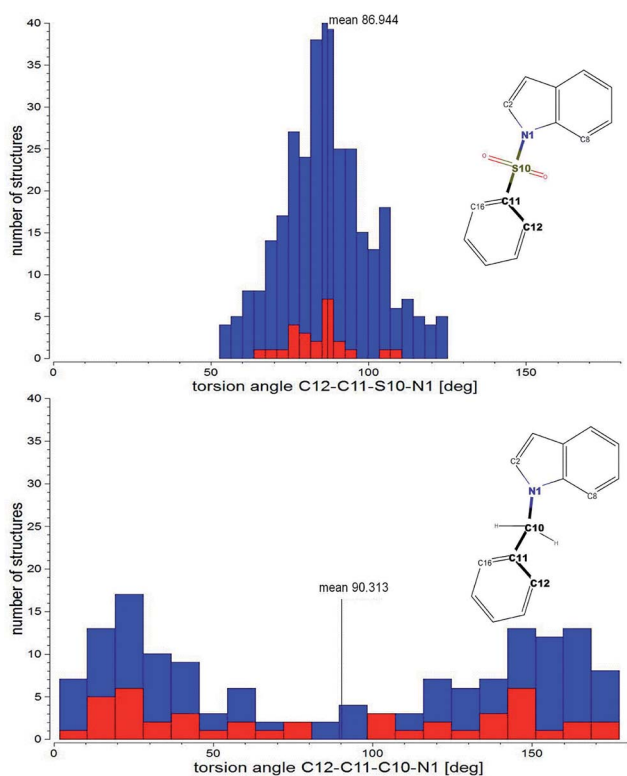 mean 86.944
40
35
30
25
20
15
10
5
0
number of structures
0 50 100 150
torsion angle C12-C11-S10-N1 [deg]
C2
N1
C8
O
S10
O
C11
C16
C12
40
35
30
25
20
15
10
5
0
number of structures
mean 90.313
0 50 100 150
torsion angle C12-C11-C10-N1 [deg]
C2
N1
C8
H
C10
H
C11
C16
C12